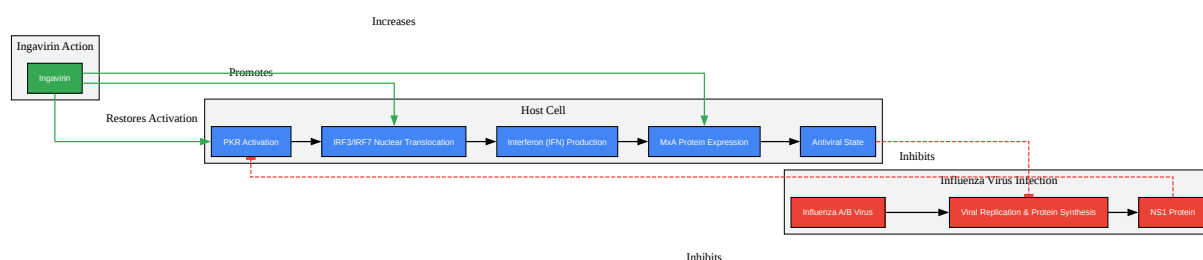 Increases
Ingavirin Action
Ingavirin
Promotes
Restores Activation
Host Cell
PKR Activation
IRF3/IRF7 Nuclear Translocation
Interferon (IFN) Production
MxA Protein Expression
Antiviral State
Inhibits
Influenza Virus Infection
Influenza A/B Virus
Viral Replication & Protein Synthesis
NS1 Protein
Inhibits